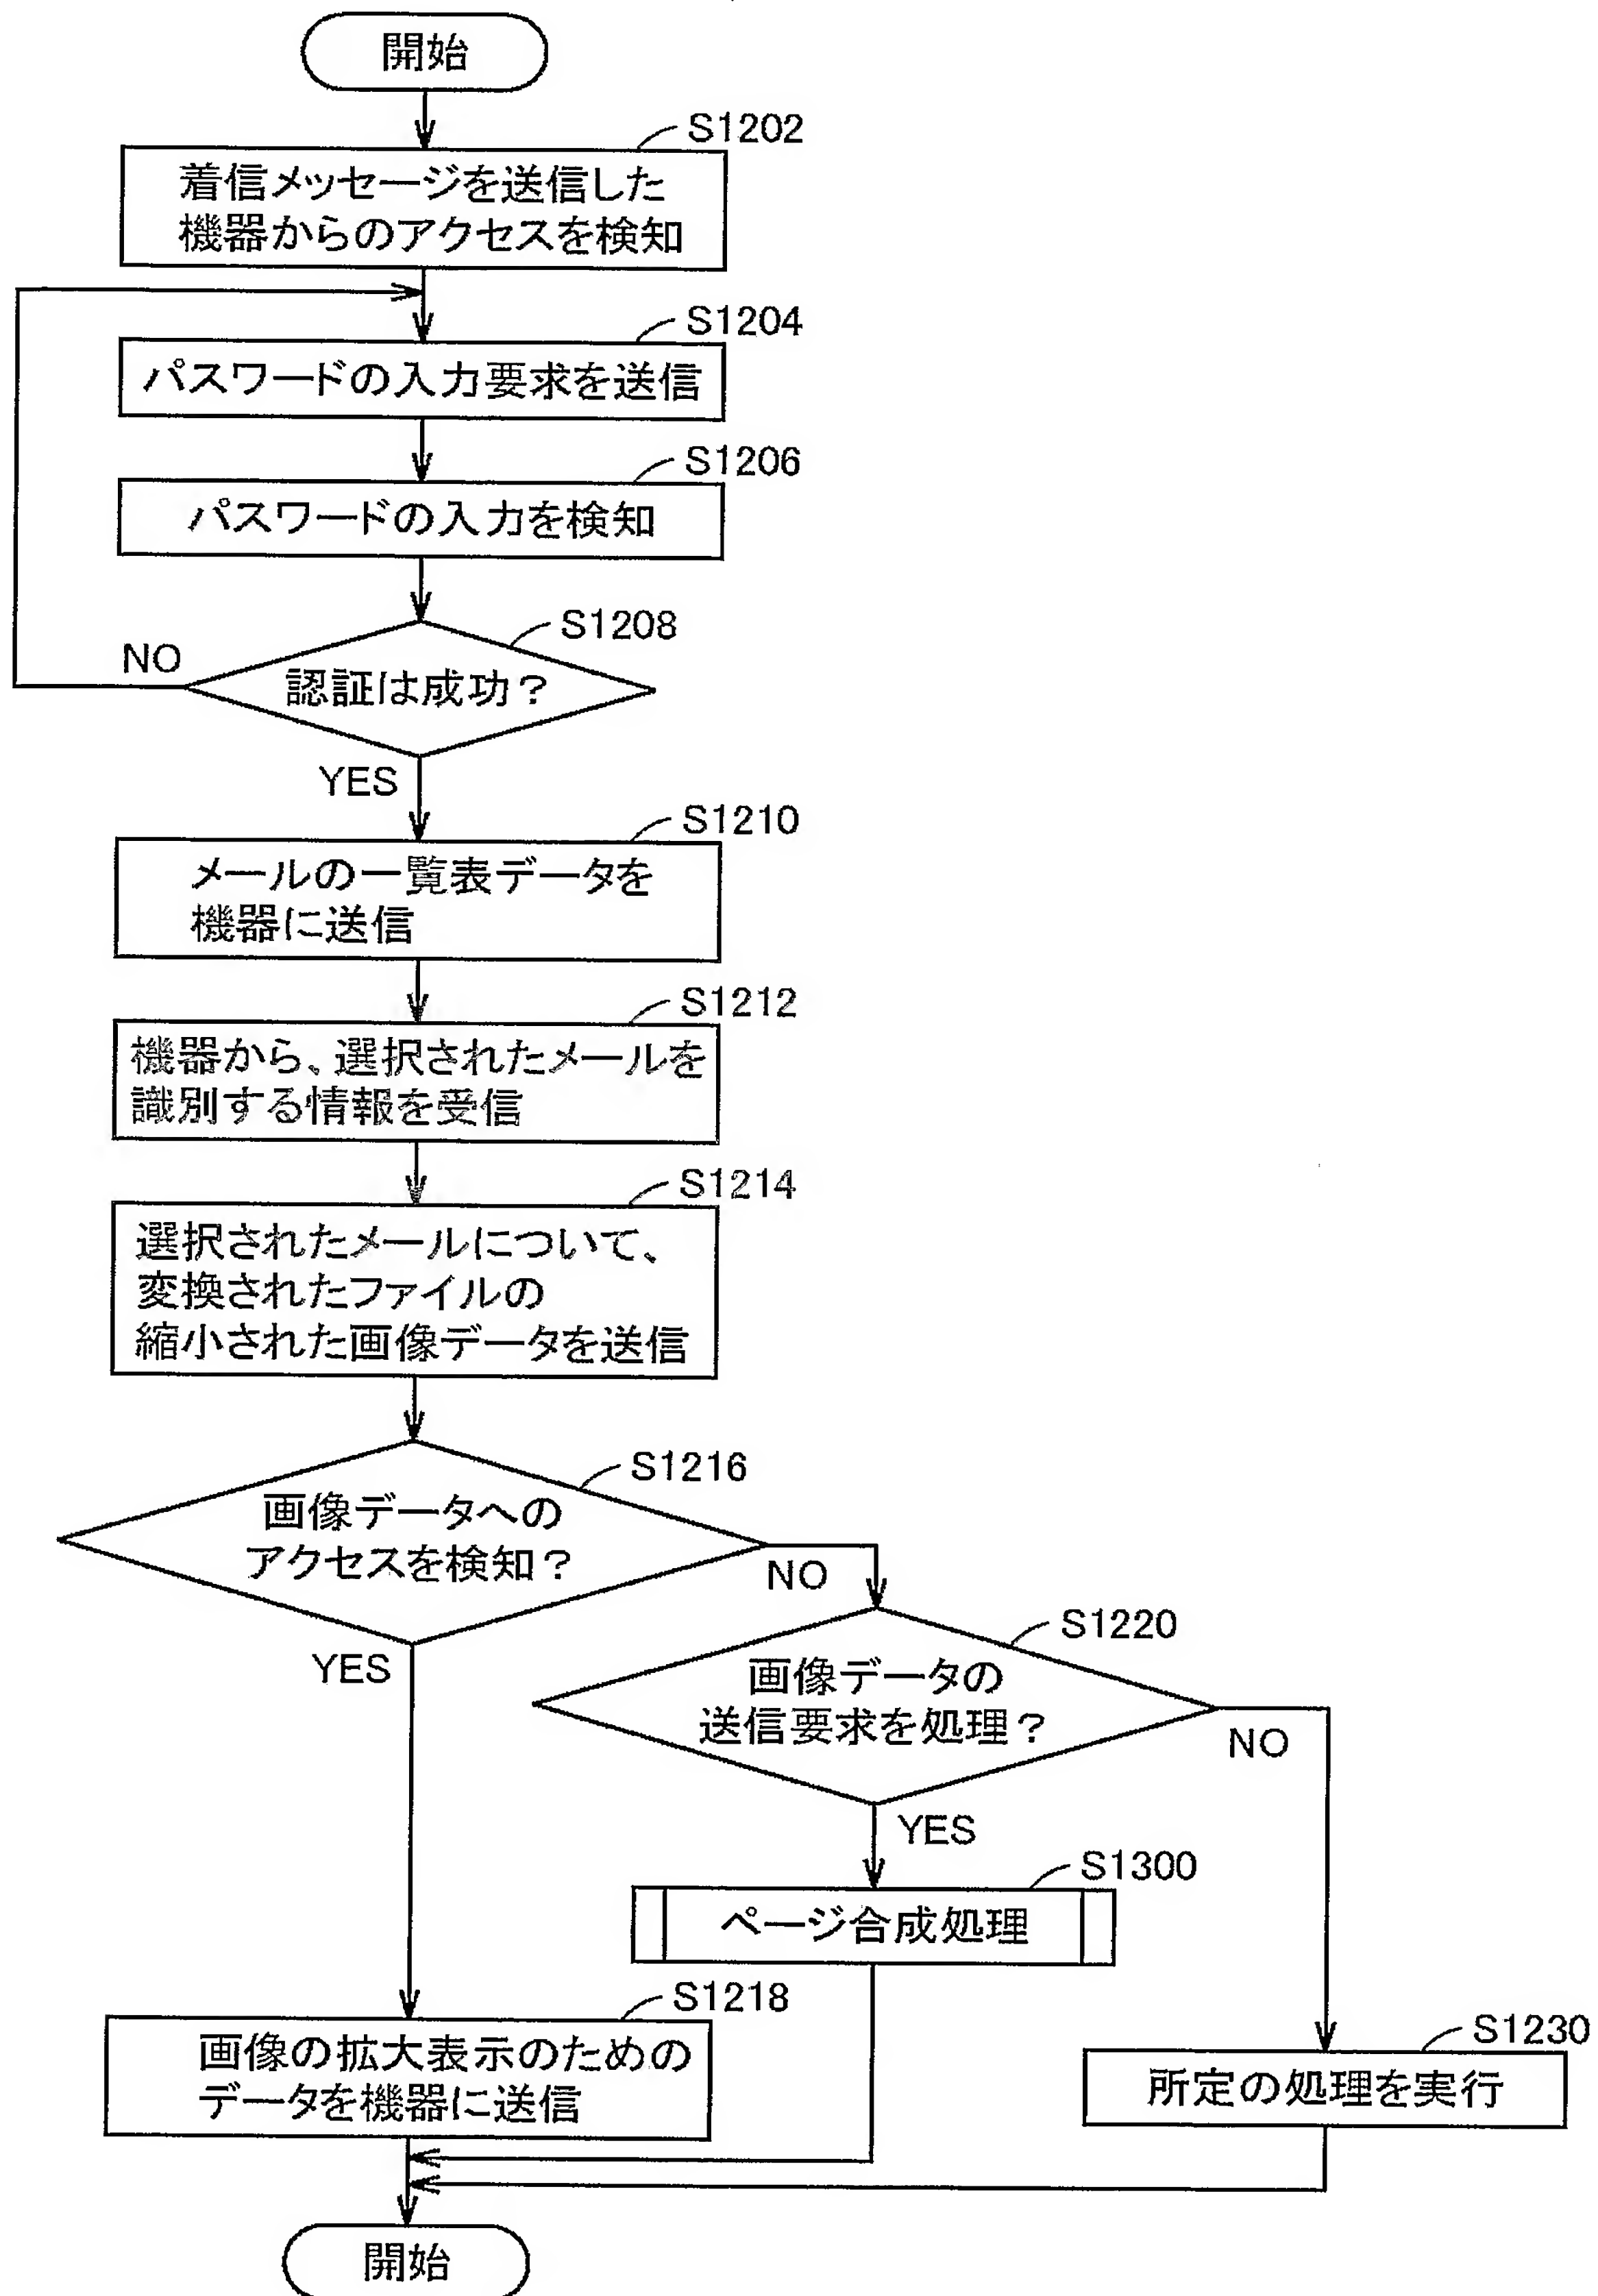 開始
S1202
着信メッセージを送信した
機器からのアクセスを検知
S1204
パスワードの入力要求を送信
S1206
パスワードの入力を検知
S1208
NO
認証は成功？
YES
S1210
メールの一覧表データを
機器に送信
S1212
機器から、選択されたメールを
識別する情報を受信
S1214
選択されたメールについて、
変換されたファイルの
縮小された画像データを送信
S1216
画像データへの
アクセスを検知？
NO
YES
S1220
画像データの
送信要求を処理？
NO
YES
S1300
ページ合成処理
S1218
画像の拡大表示のための
データを機器に送信
S1230
所定の処理を実行
開始